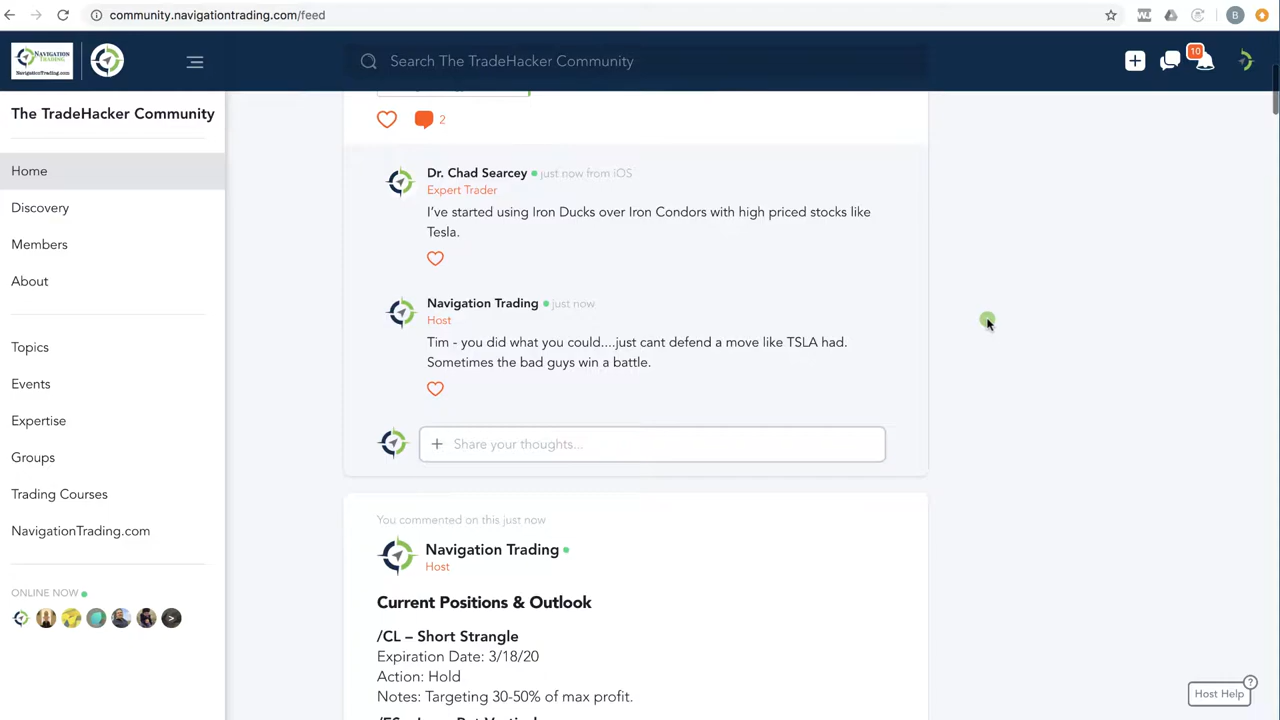 community.navigationtrading.com/feed
B
NAVIGATION
TRADING
NavigationTrading.com
Search The TradeHacker Community
10
The TradeHacker Community
Home
Discovery
Members
About
Topics
Events
Expertise
Groups
Trading Courses
NavigationTrading.com
ONLINE NOW
>
2
Dr. Chad Searcey just now from iOS
Expert Trader
I've started using Iron Ducks over Iron Condors with high priced stocks like
Tesla.
Navigation Trading just now
Host
Tim - you did what you could....just cant defend a move like TSLA had.
Sometimes the bad guys win a battle.
+ Share your thoughts...
You commented on this just now
Navigation Trading
Host
Current Positions & Outlook
/CL – Short Strangle
Expiration Date: 3/18/20
Action: Hold
Notes: Targeting 30-50% of max profit.
Host Help
?